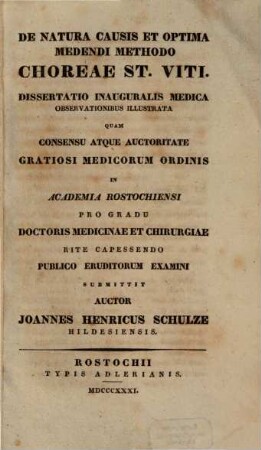 DE NATURA CAUSIS ET OPTIMA
MEDENDI METHODO
CHOREAE ST. VITI.
DISSERTATIO INAUGURALIS MEDICA
OBSERVATIONIBUS ILLUSTRATA
QUAM
CONSENSU ATQUE AUCTORITATE
GRATIOSI MEDICORUM ORDINIS
IN
ACADEMIA ROSTOCHIENSI
PRO GRADU
DOCTORIS MEDICINAE ET CHIRURGIAE
RITE CAPESSENDO
PUBLICO ERUDITORUM EXAMINI
SUBMITTIT
AUCTOR
JOANNES HENRICUS SCHULZE
HILDESIENSIS.
ROSTOCHII
TYPIS ADLERIANIS.
MDCCCXXXI.